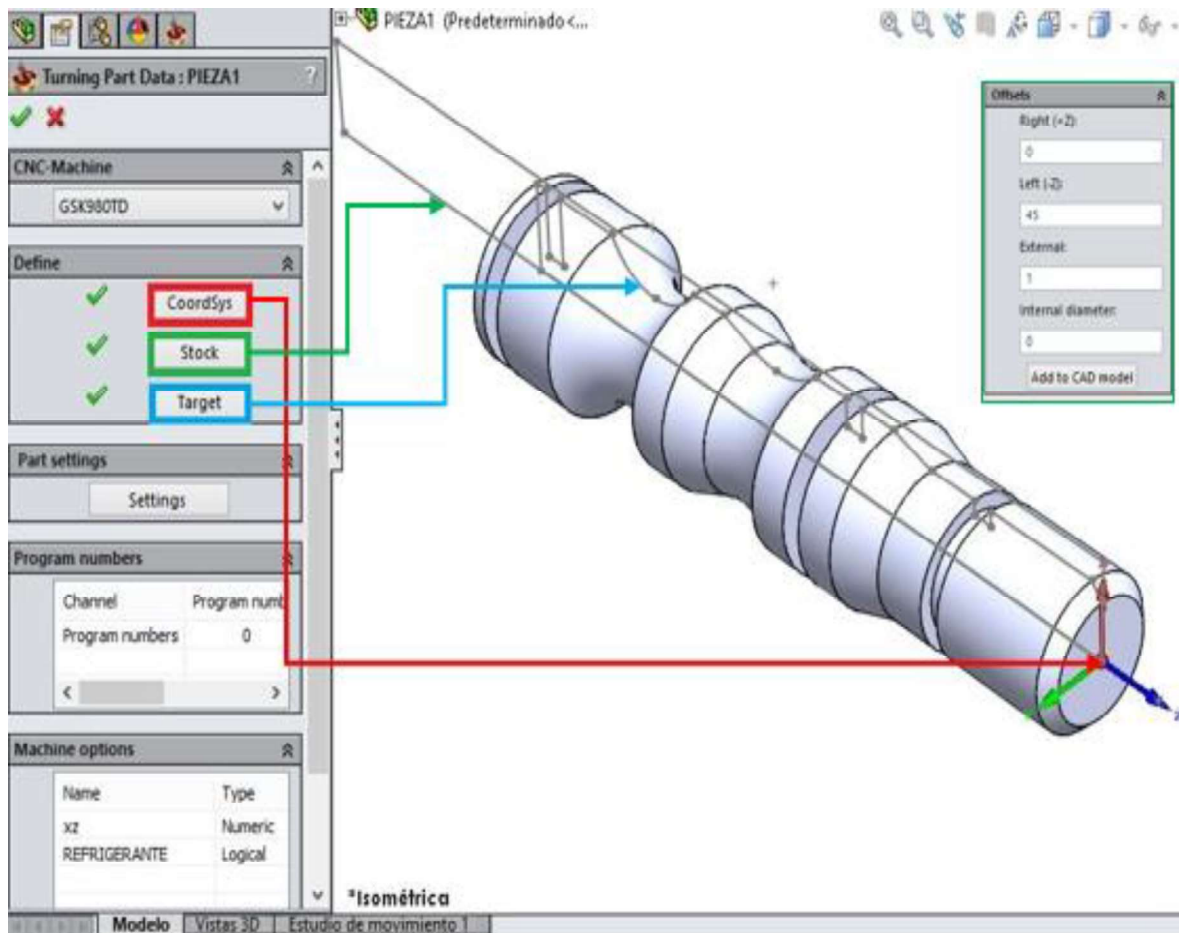 PIEZA1 (Predeterminado<...
Turning Part Data : PIEZA1
?
CNC-Machine
GSK980TD
Define
CoordSys
Stock
Target
Part settings
Settings
Program numbers
Channel Program numb
Program numbers 0
Machine options
Name Type
xz Numeric
REFRIGERANTE Logical
Offsets
Right (+Z):
0
Left (-Z):
45
External:
1
Internal diameter:
0
Add to CAD model
*Isométrica
Modelo Vistas 3D Estudio de movimiento 1